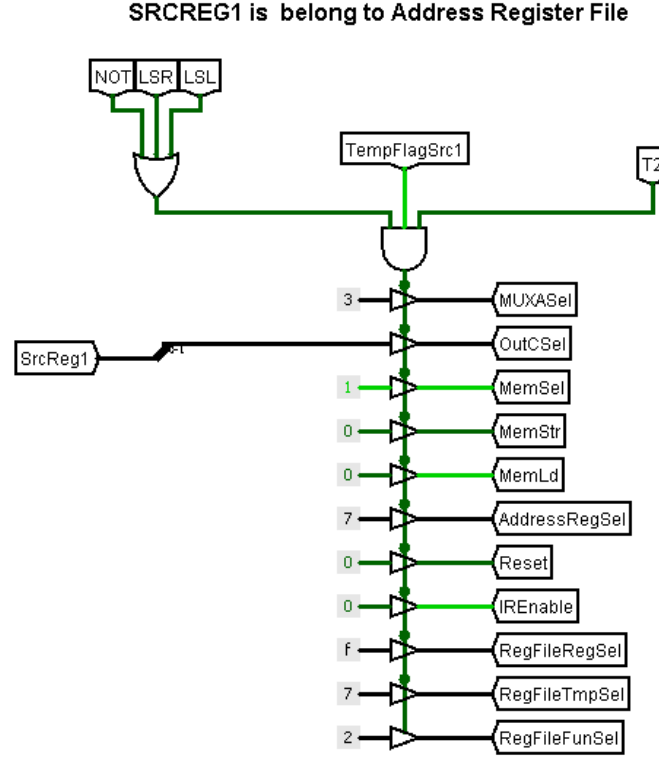 SRCREG1 is belong to Address Register File
NOT LSR LSL
TempFlagSrc1
T2
3 MUXASel
SrcReg1
OutCSel
1 MemSel
0 MemStr
0 MemLd
7 AddressRegSel
0 Reset
0 IREnable
f RegFileRegSel
7 RegFileTmpSel
2 RegFileFunSel